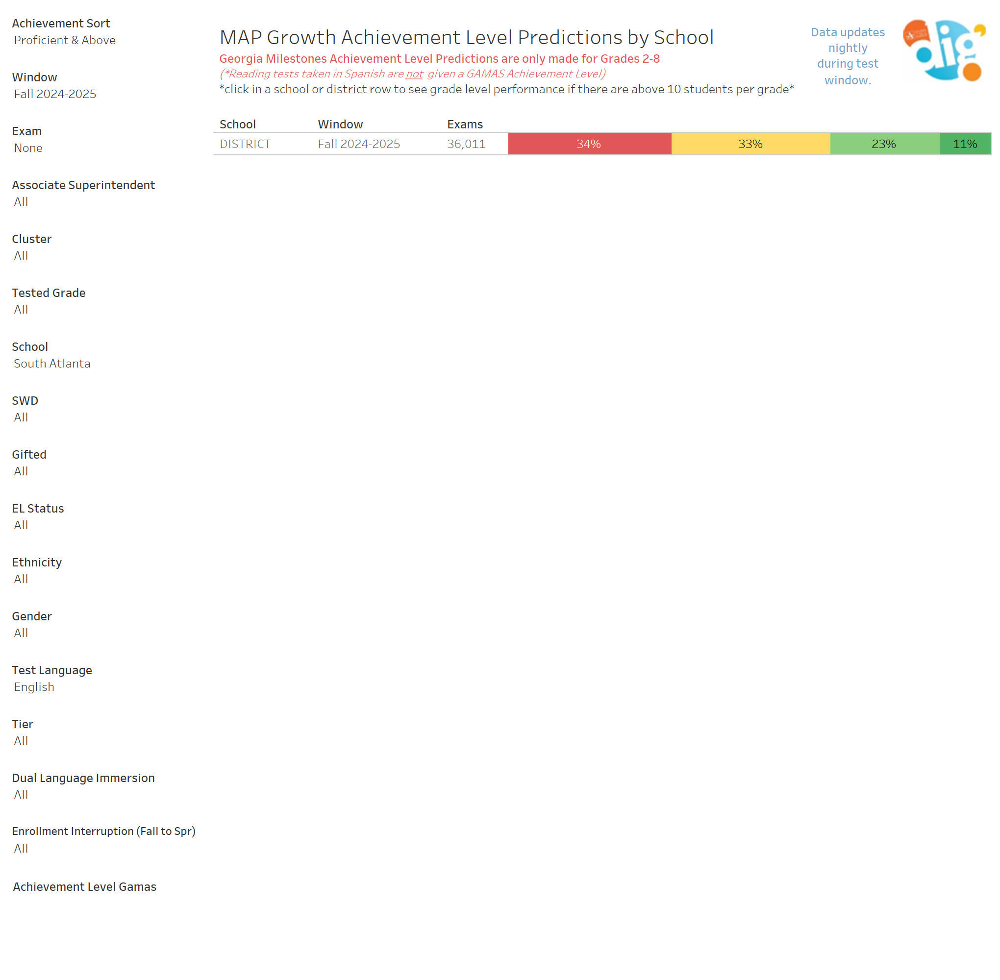 Achievement Sort
Proficient & Above
Window
Fall 2024-2025
Exam
None
Associate Superintendent
All
Cluster
All
Tested Grade
All
School
South Atlanta
SWD
All
Gifted
All
EL Status
All
Ethnicity
All
Gender
All
Test Language
English
Tier
All
Dual Language Immersion
All
Enrollment Interruption (Fall to Spr)
All
Achievement Level Gamas
MAP Growth Achievement Level Predictions by School
Georgia Milestones Achievement Level Predictions are only made for Grades 2-8
(*Reading tests taken in Spanish are not given a GAMAS Achievement Level)
*click in a school or district row to see grade level performance if there are above 10 students per grade*
Data updates
nightly
during test
window.
dig
School Window Exams
DISTRICT Fall 2024-2025 36,011 34% 33% 23% 11%